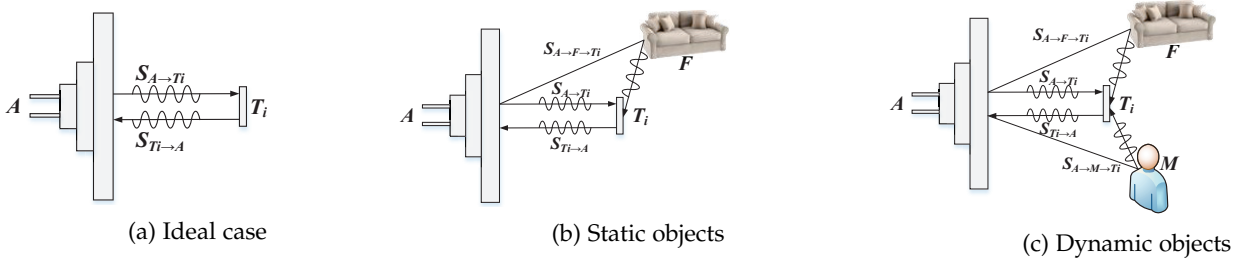 A
S_{A→Ti}
S_{Ti→A}
T_i
(a) Ideal case
S_{A→F→Ti}
F
A
S_{A→Ti}
S_{Ti→A}
T_i
(b) Static objects
S_{A→F→Ti}
F
A
S_{A→Ti}
S_{Ti→A}
T_i
S_{A→M→Ti}
M
(c) Dynamic objects